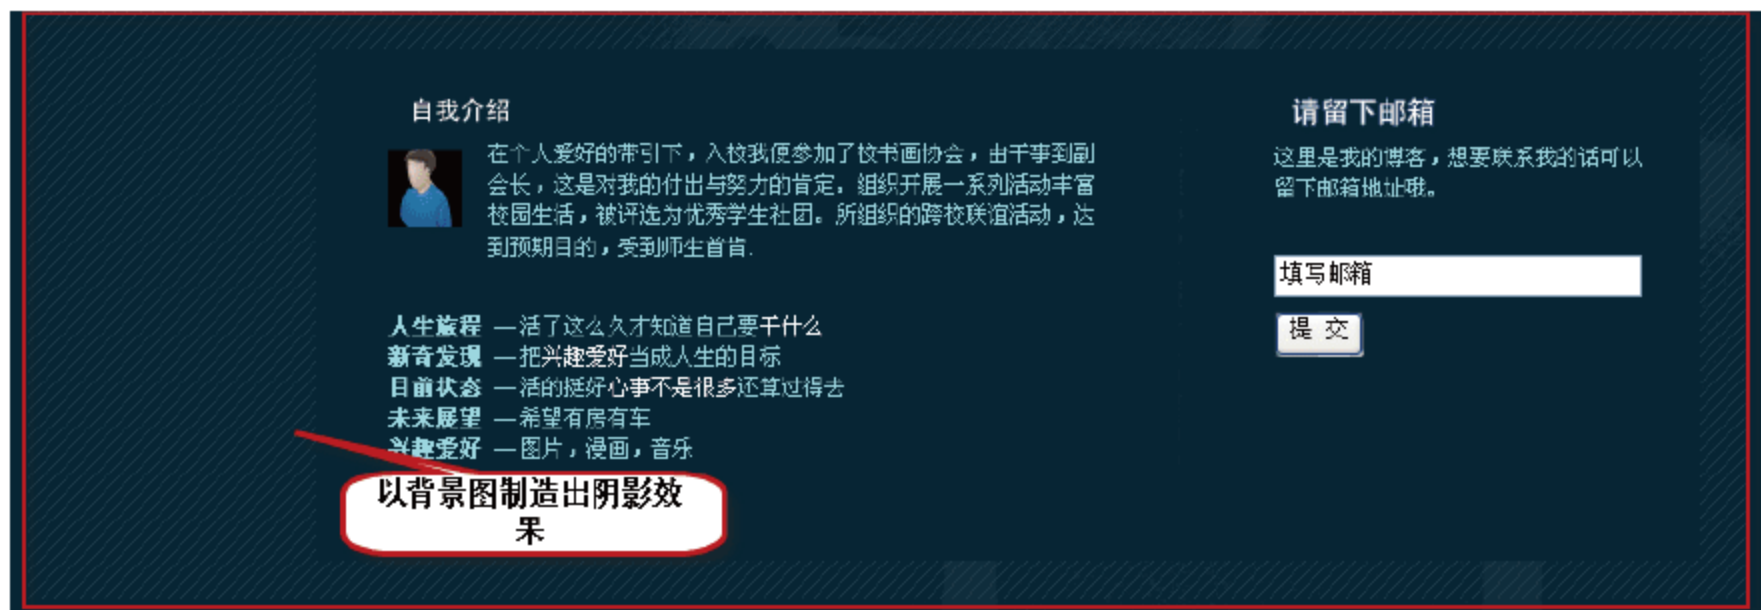 自我介绍
在个人爱好的带引下，入校我便参加了校书画协会，由干事到副
会长，这是对我的付出与努力的肯定，组织开展一系列活动丰富
校园生活，被评选为优秀学生社团。所组织的跨校联谊活动，达
到预期目的，受到师生首肯.
人生旅程 —活了这么久才知道自己要干什么
新奇发现 —把兴趣爱好当成人生的目标
目前状态 —活的挺好心事不是很多还算过得去
未来展望 —希望有房有车
兴趣爱好 —图片，漫画，音乐
以背景图制造出阴影效
果
请留下邮箱
这里是我的博客，想要联系我的话可以
留下邮箱地址哦。
填写邮箱
提 交